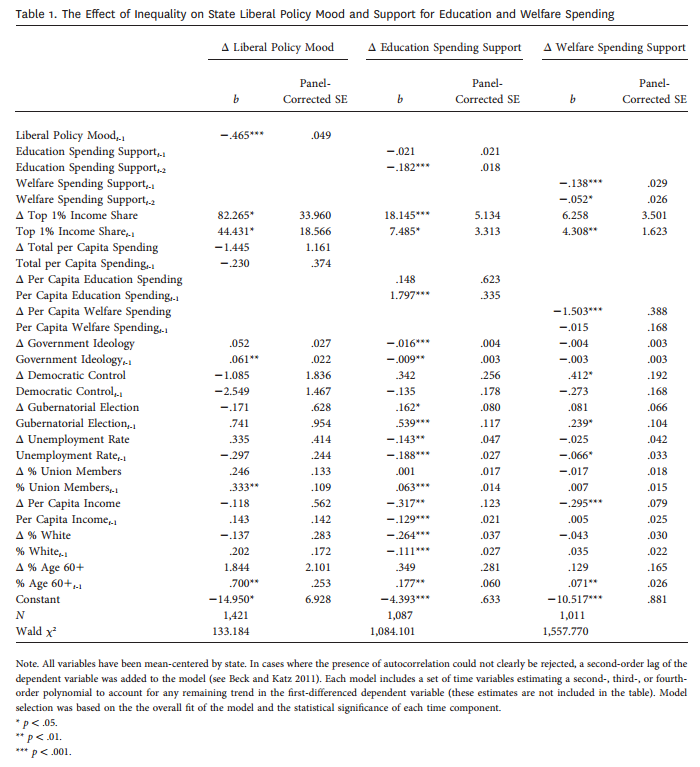 Table 1. The Effect of Inequality on State Liberal Policy Mood and Support for Education and Welfare Spending
Δ Liberal Policy Mood Δ Education Spending Support Δ Welfare Spending Support
b Panel-Corrected SE b Panel-Corrected SE b Panel-Corrected SE
Liberal Policy Moodₜ₋₁ −.465*** .049
Education Spending Supportₜ₋₁ −.021 .021
Education Spending Supportₜ₋₂ −.182*** .018
Welfare Spending Supportₜ₋₁ −.138*** .029
Welfare Spending Supportₜ₋₂ −.052* .026
Δ Top 1% Income Share 82.265* 33.960 18.145*** 5.134 6.258 3.501
Top 1% Income Shareₜ₋₁ 44.431* 18.566 7.485* 3.313 4.308** 1.623
Δ Total per Capita Spending −1.445 1.161
Total per Capita Spendingₜ₋₁ −.230 .374
Δ Per Capita Education Spending .148 .623
Per Capita Education Spendingₜ₋₁ 1.797*** .335
Δ Per Capita Welfare Spending −1.503*** .388
Per Capita Welfare Spendingₜ₋₁ −.015 .168
Δ Government Ideology .052 .027 −.016*** .004 −.004 .003
Government Ideologyₜ₋₁ .061** .022 −.009** .003 −.003 .003
Δ Democratic Control −1.085 1.836 .342 .256 .412* .192
Democratic Controlₜ₋₁ −2.549 1.467 −.135 .178 −.273 .168
Δ Gubernatorial Election −.171 .628 .162* .080 .081 .066
Gubernatorial Electionₜ₋₁ .741 .954 .539*** .117 .239* .104
Δ Unemployment Rate .335 .414 −.143** .047 −.025 .042
Unemployment Rateₜ₋₁ −.297 .244 −.188*** .027 −.066* .033
Δ % Union Members .246 .133 .001 .017 −.017 .018
% Union Membersₜ₋₁ .333** .109 .063*** .014 .007 .015
Δ Per Capita Income −.118 .562 −.317** .123 −.295*** .079
Per Capita Incomeₜ₋₁ .143 .142 −.129*** .021 .005 .025
Δ % White −.137 .283 −.264*** .037 −.043 .030
% Whiteₜ₋₁ .202 .172 −.111*** .027 .035 .022
Δ % Age 60+ 1.844 2.101 .349 .281 .129 .165
% Age 60+ₜ₋₁ .700** .253 .177** .060 .071** .026
Constant −14.950* 6.928 −4.393*** .633 −10.517*** .881
N 1,421 1,087 1,011
Wald χ² 133.184 1,084.101 1,557.770
Note. All variables have been mean-centered by state. In cases where the presence of autocorrelation could not clearly be rejected, a second-order lag of the
dependent variable was added to the model (see Beck and Katz 2011). Each model includes a set of time variables estimating a second-, third-, or fourth-
order polynomial to account for any remaining trend in the first-differenced dependent variable (these estimates are not included in the table). Model
selection was based on the the overall fit of the model and the statistical significance of each time component.
* p < .05.
** p < .01.
*** p < .001.